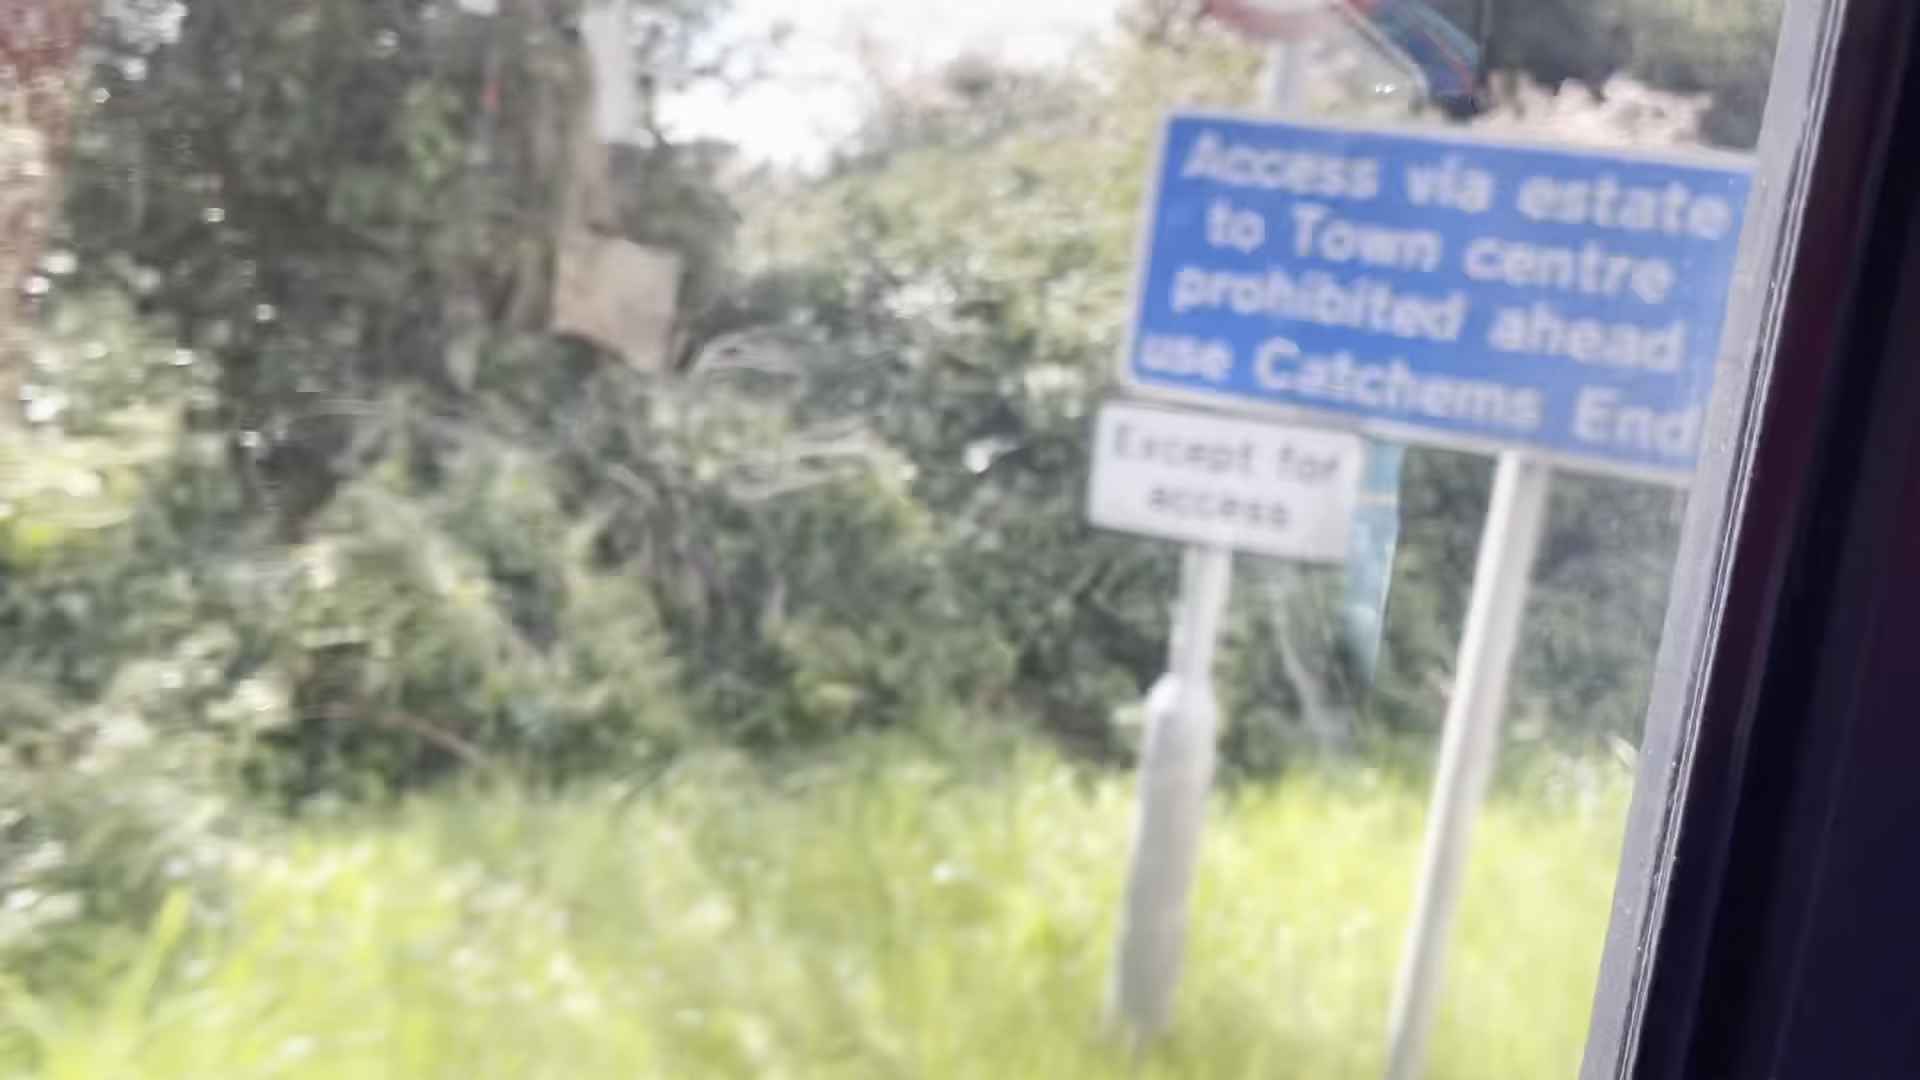 Access via estate
to Town centre
prohibited ahead
use Catchems End
Except for
access